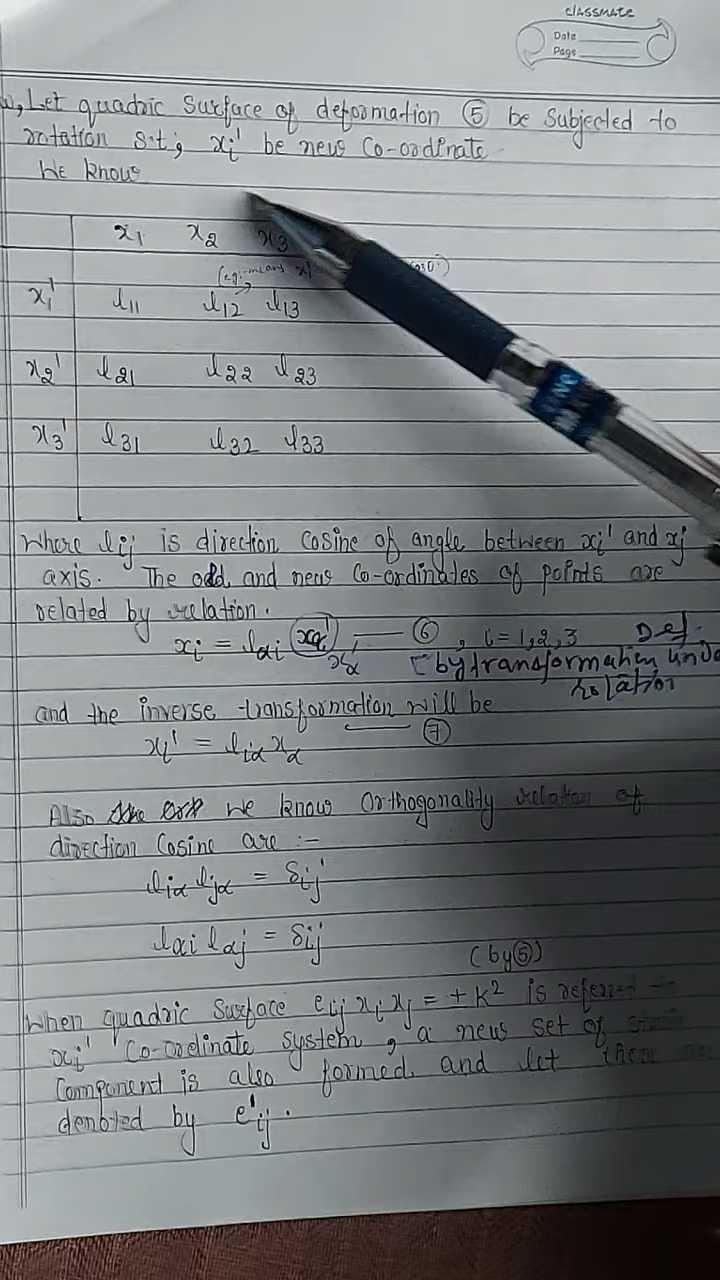 CLASSMATE
Date
Page
Let quadric surface of deformation ⑤ be subjected to
rotation s.t; xi' be new Co-ordinate
We know
x1 x2 x3
x1' l11 l12 l13
x2' l21 l22 l23
x3' l31 l32 l33
Where lij is direction cosine of angle between xi' and xj
axis. The odd and new Co-ordinates of points are
related by relation.
xi = lαi xα', — ⑥, i=1,2,3 Def.
xα' [by transformation unde
rotation
and the inverse transformation will be
xi' = liα xα — ⑦
Also we know Orthogonality relation of
direction Cosine are :-
liα ljα = δij
lαi lαj = δij
(by⑤)
When quadric surface eij xi xj = ± K² is referred
xi' Co-ordinate system, a new set of
Component is also formed and let
denoted by e'ij.